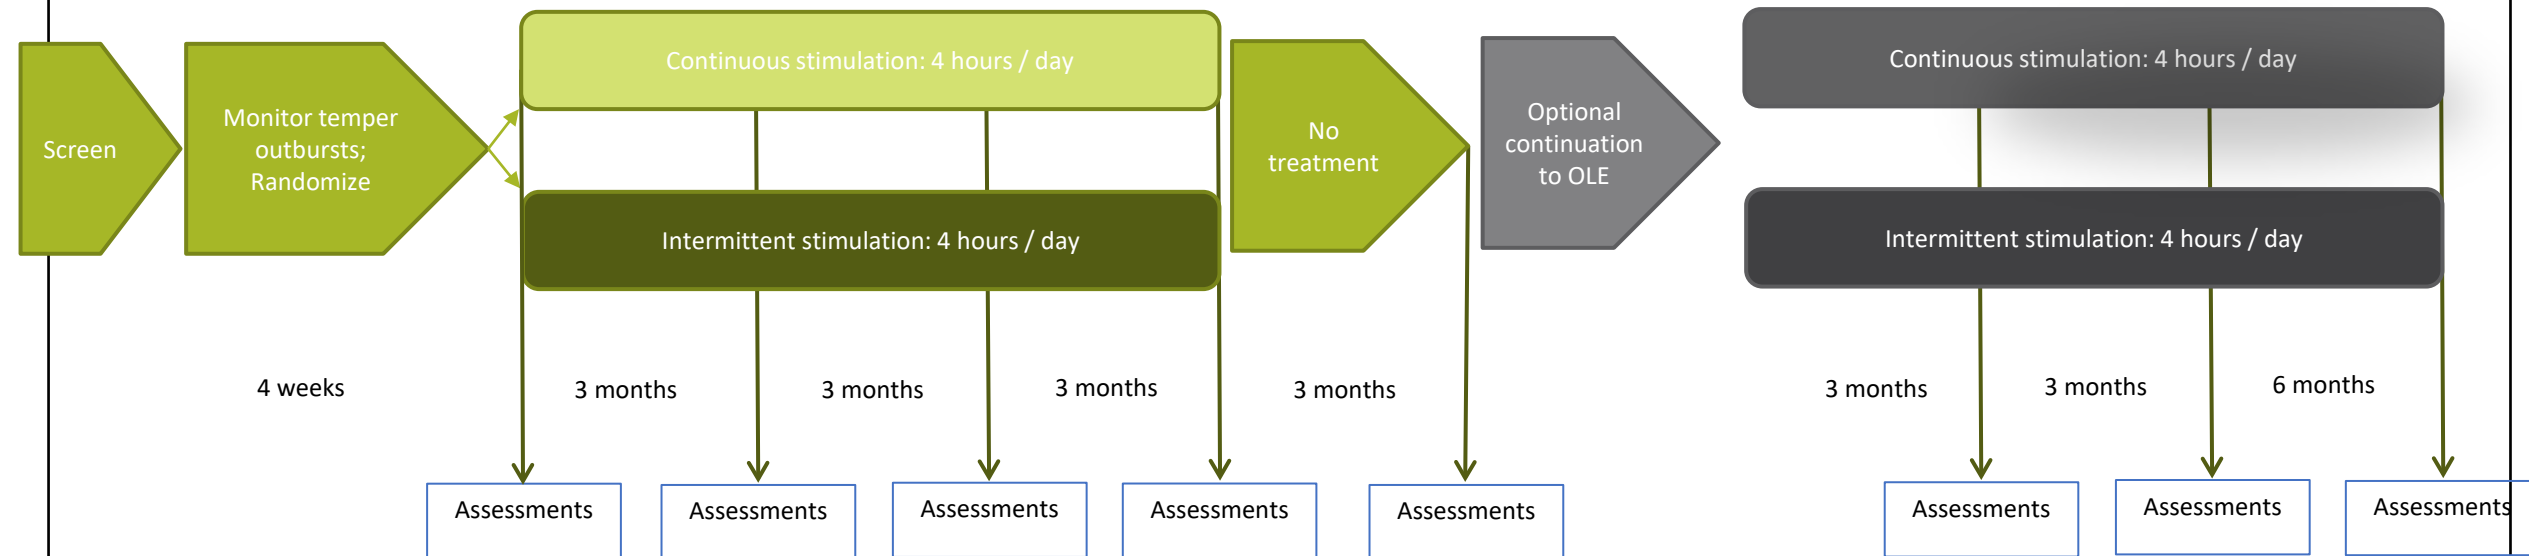 Screen
Monitor temper
outbursts;
Randomize
Continuous stimulation: 4 hours / day
Intermittent stimulation: 4 hours / day
No
treatment
Optional
continuation
to OLE
Continuous stimulation: 4 hours / day
Intermittent stimulation: 4 hours / day
4 weeks
3 months
3 months
3 months
3 months
3 months
3 months
6 months
Assessments
Assessments
Assessments
Assessments
Assessments
Assessments
Assessments
Assessments